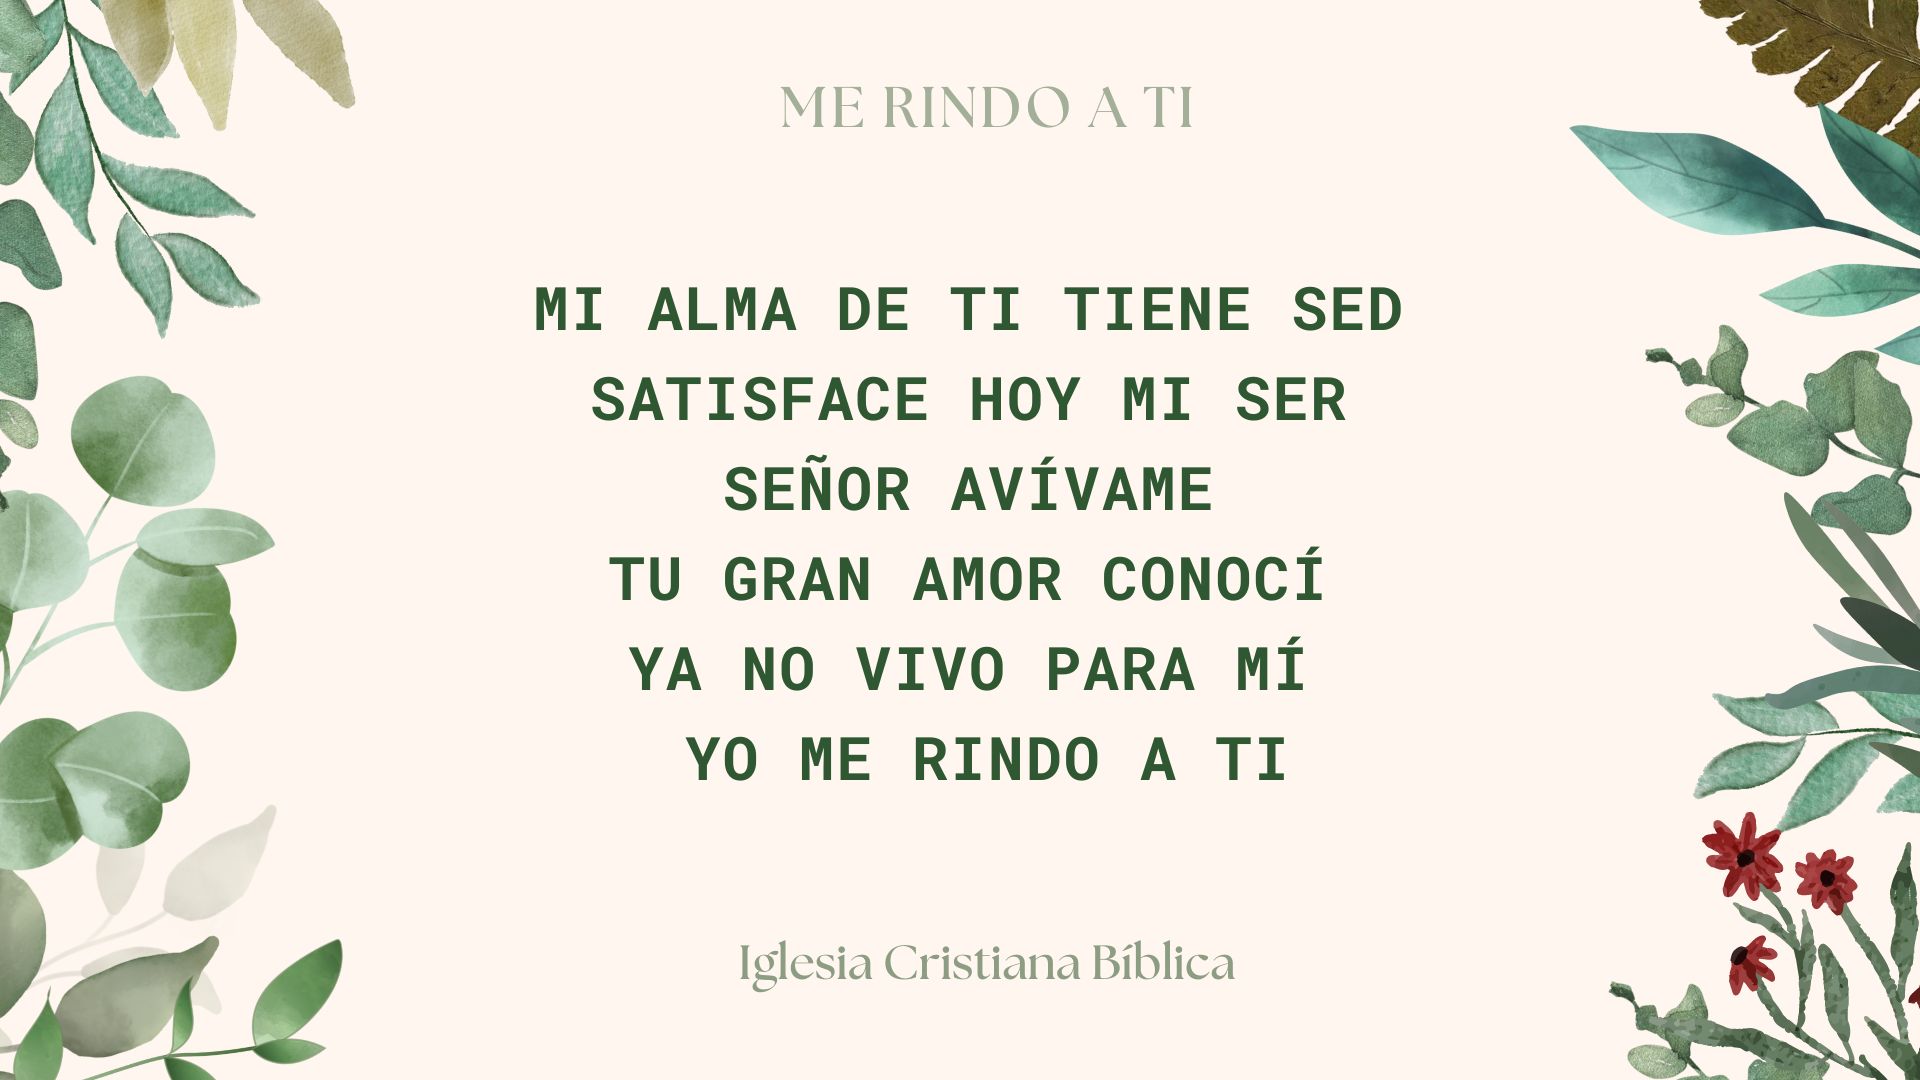 ME RINDO A TI
MI ALMA DE TI TIENE SED
SATISFACE HOY MI SER
SEÑOR AVÍVAME
TU GRAN AMOR CONOCÍ
YA NO VIVO PARA MÍ
YO ME RINDO A TI
Iglesia Cristiana Bíblica